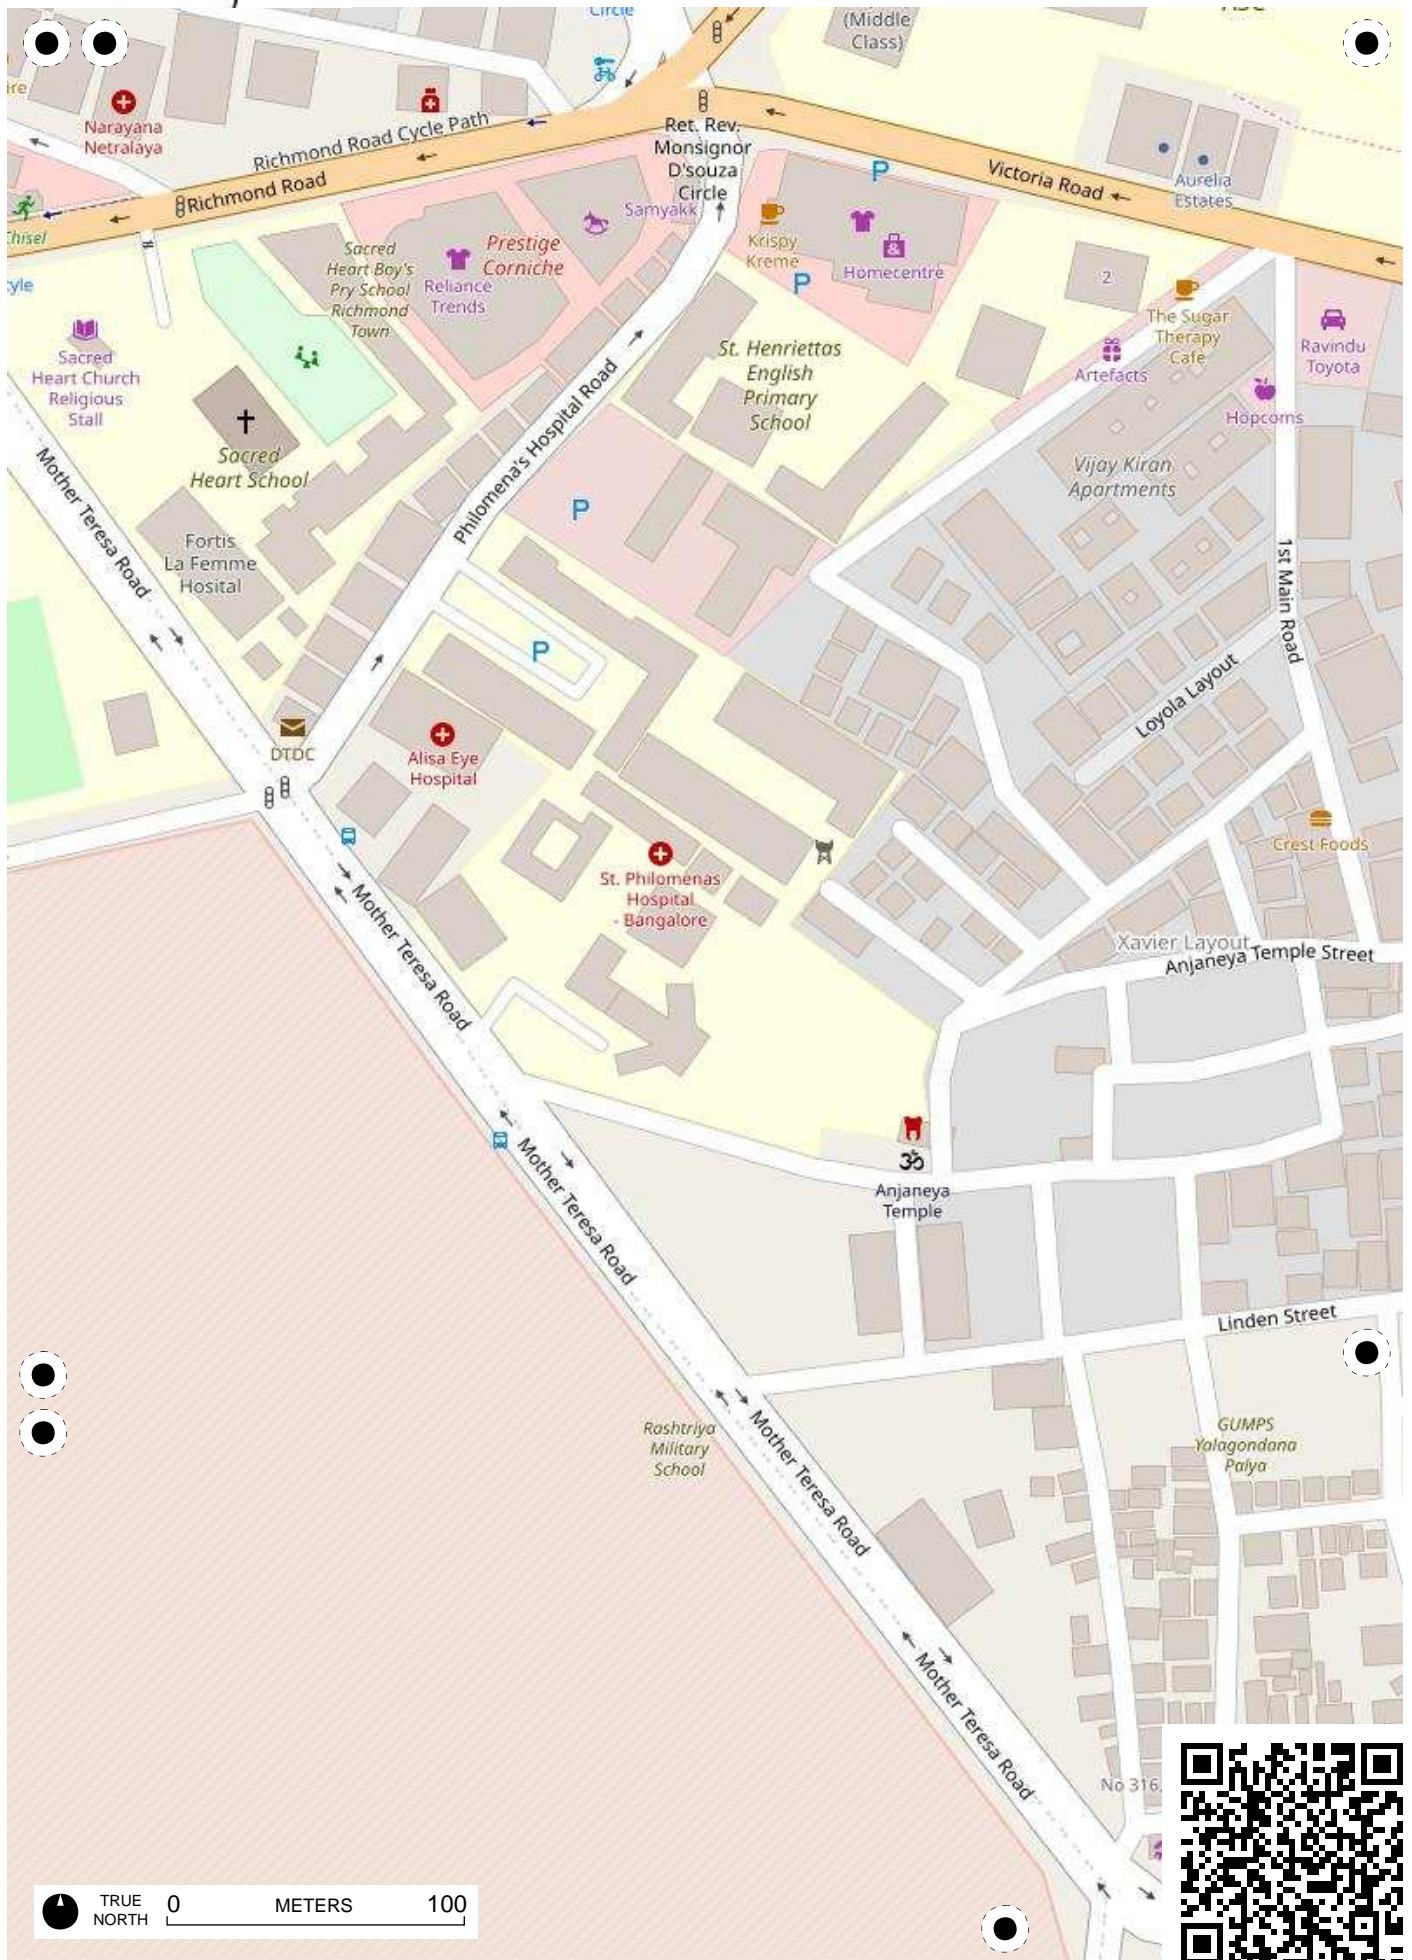 Circle
(Middle
Class)
Narayana
Netralaya
Richmond Road Cycle Path
Richmond Road
Ret. Rev.
Monsignor
D'souza
Circle
Victoria Road
Aurelia
Estates
Samyakk
Krispy
Kreme
Homecentre
Prestige
Corniche
Sacred
Heart Boy's
Pry School
Richmond
Town
Reliance
Trends
2
The Sugar
Therapy
Cafe
Artefacts
Ravindu
Toyota
Hopcoms
Sacred
Heart Church
Religious
Stall
Sacred
Heart School
St. Henriettas
English
Primary
School
Philomena's Hospital Road
P
P
P
P
Vijay Kiran
Apartments
Mother Teresa Road
Fortis
La Femme
Hosital
1st Main Road
Loyola Layout
DTDC
Alisa Eye
Hospital
Crest Foods
St. Philomenas
Hospital
- Bangalore
Mother Teresa Road
Xavier Layout
Anjaneya Temple Street
ॐ
Anjaneya
Temple
Mother Teresa Road
Linden Street
Rashtriya
Military
School
Mother Teresa Road
GUMPS
Yalagondana
Palya
Mother Teresa Road
No 316,
TRUE
NORTH
0 METERS 100